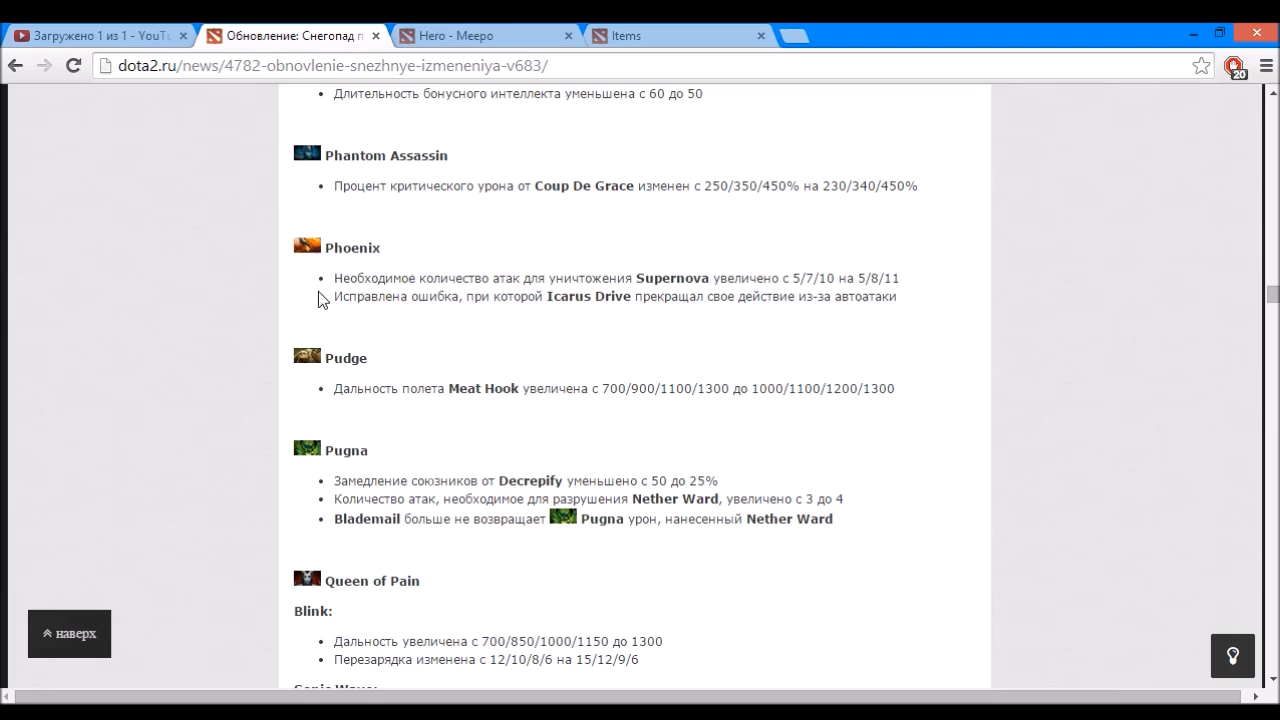 Загружено 1 из 1 - YouTu
Обновление: Снегопад п
Hero - Meepo
Items
dota2.ru/news/4782-obnovlenie-snezhnye-izmeneniya-v683/
20
Длительность бонусного интеллекта уменьшена с 60 до 50
Phantom Assassin
Процент критического урона от Coup De Grace изменен с 250/350/450% на 230/340/450%
Phoenix
Необходимое количество атак для уничтожения Supernova увеличено с 5/7/10 на 5/8/11
Исправлена ошибка, при которой Icarus Drive прекращал свое действие из-за автоатаки
Pudge
Дальность полета Meat Hook увеличена с 700/900/1100/1300 до 1000/1100/1200/1300
Pugna
Замедление союзников от Decrepify уменьшено с 50 до 25%
Количество атак, необходимое для разрушения Nether Ward, увеличено с 3 до 4
Blademail больше не возвращает Pugna урон, нанесенный Nether Ward
Queen of Pain
Blink:
Дальность увеличена с 700/850/1000/1150 до 1300
Перезарядка изменена с 12/10/8/6 на 15/12/9/6
Sonic Wave:
наверх